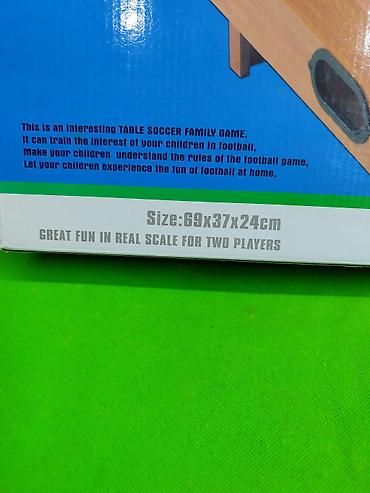 This is an interesting TABLE SOCCER FAMILY GAME.
It can train the interest of your children in football,
Make your children understand the rules of the football game,
Let your children experience the fun of football at home.
Size:69x37x24cm
GREAT FUN IN REAL SCALE FOR TWO PLAYERS